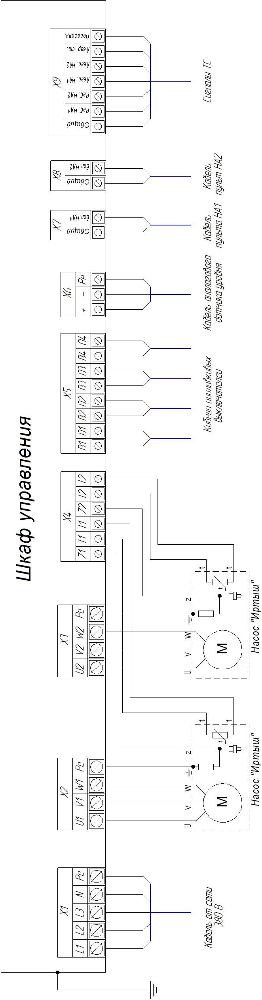 Шкаф управления
X1
L1
L2
L3
N
Pe
X2
U1
V1
W1
Pe
X3
U2
V2
W2
Pe
X4
Z1
t1
t1
Z2
t2
t2
X5
B1
O1
B2
O2
B3
O3
B4
O4
X6
+
-
Pe
X7
Общий
Вкл.НА1
X8
Общий
Вкл.НА2
X9
Общий
Раб.НА1
Раб.НА2
Авар.НА1
Авар.НА2
Авар.ст.
Переполн.
Кабель от сети
380 В
U
V
W
z
t
t
t
M
Насос "Иртыш"
U
V
W
z
t
t
t
M
Насос "Иртыш"
Кабели поплавковых
выключателей
Кабель аналогового
датчика уровня
Кабель
пульта НА1
Кабель
пульт НА2
Сигналы ТС